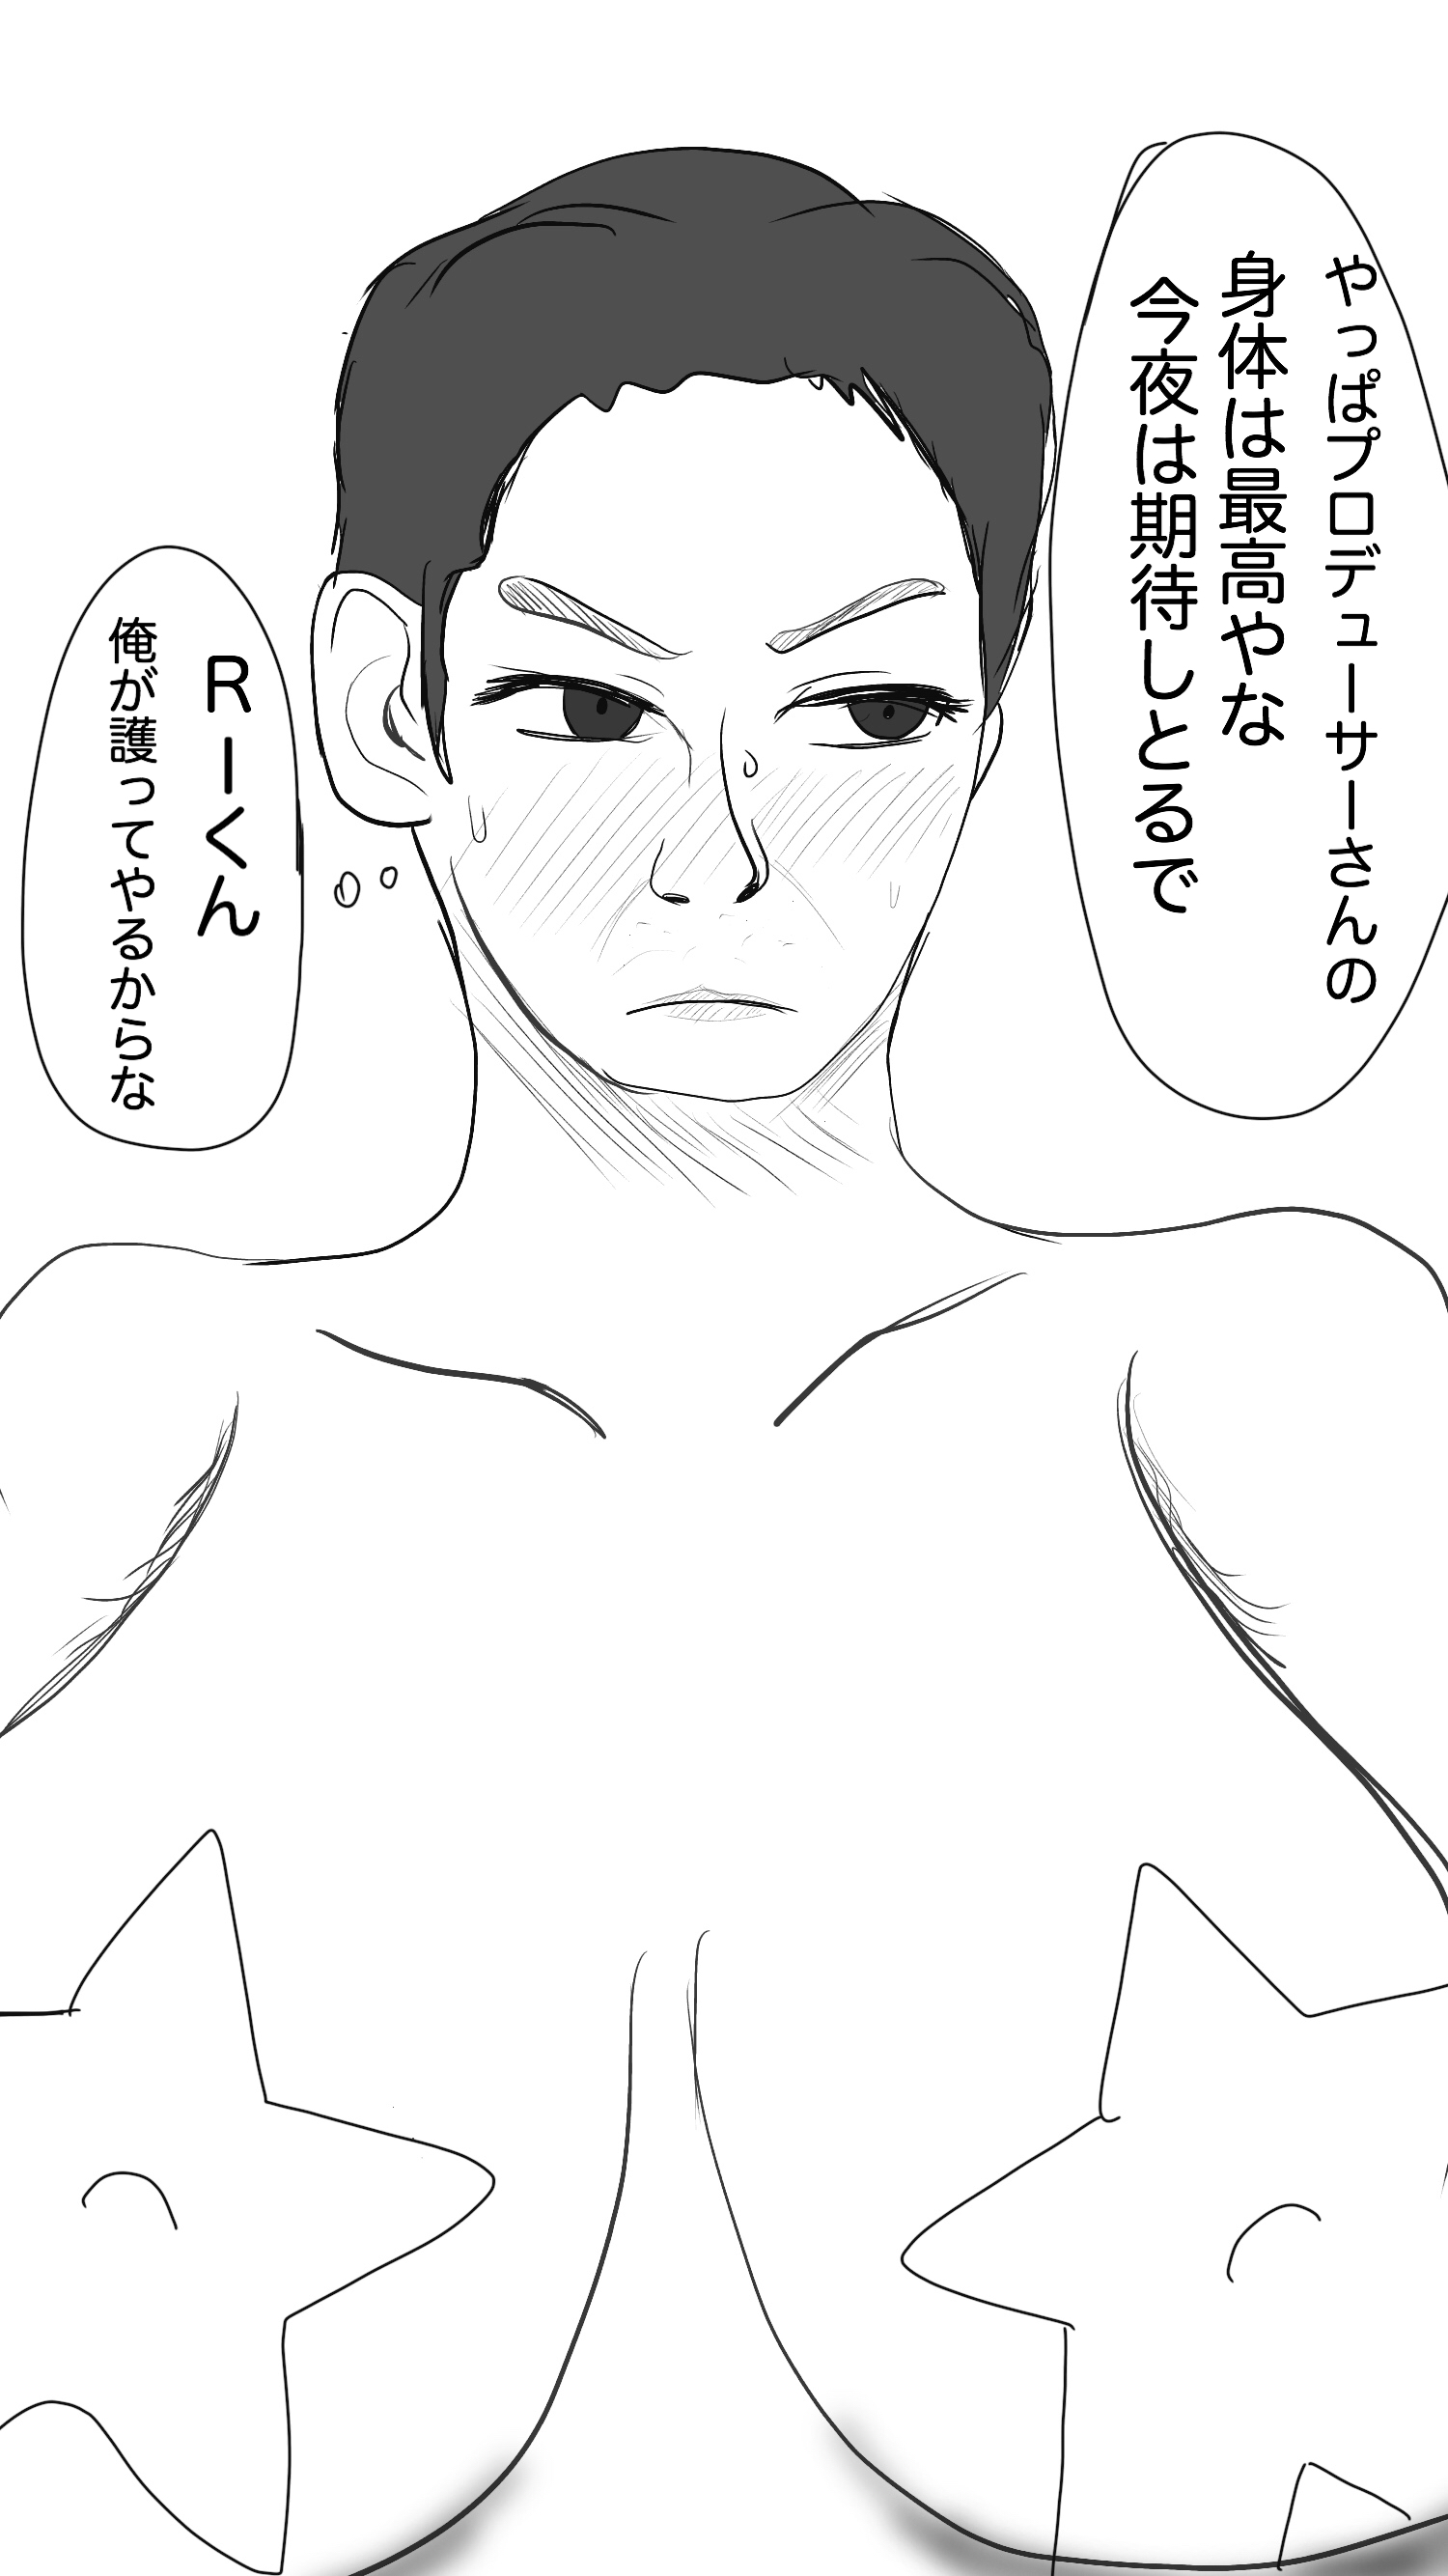 やっぱプロデューサーさんの
身体は最高やな
今夜は期待しとるで
Rーくん
俺が護ってやるからな